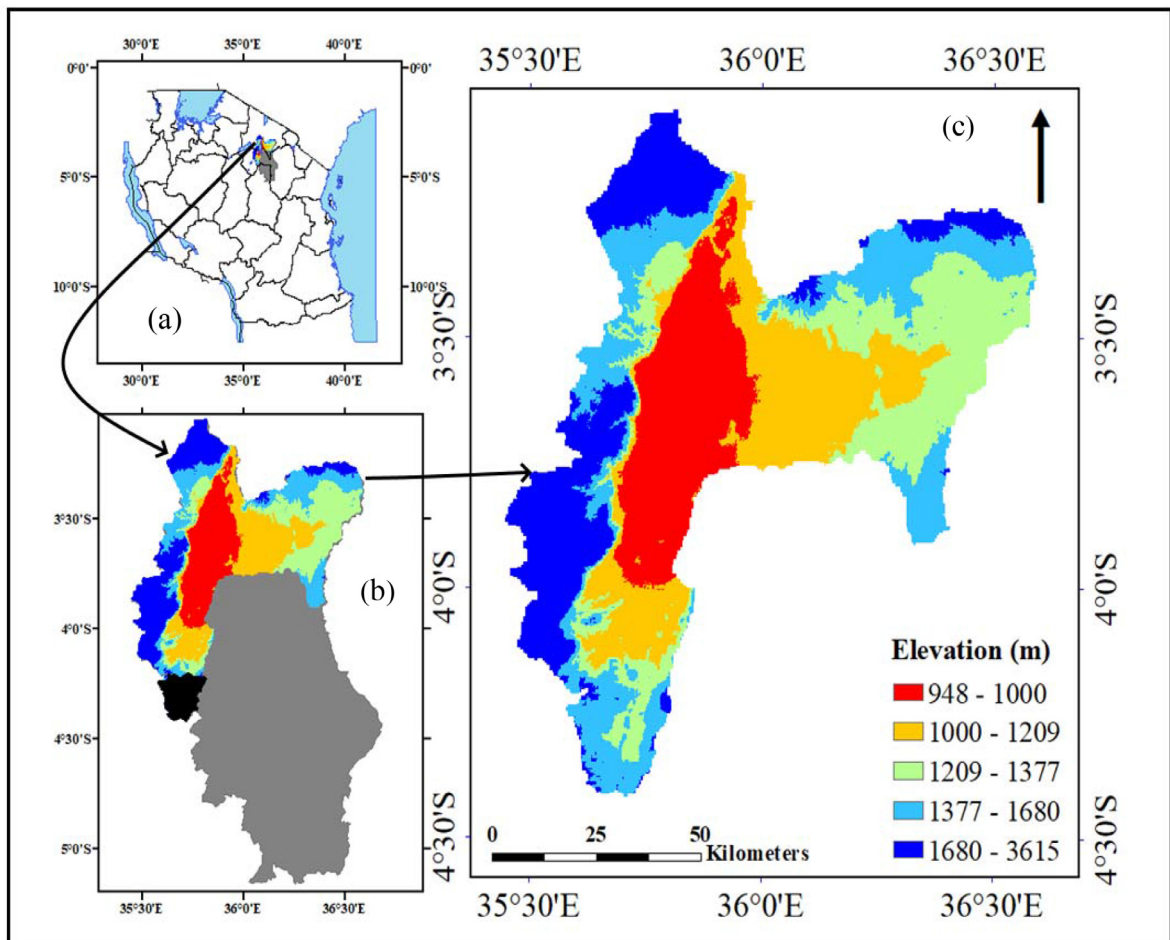 30°0'E 35°0'E 40°0'E
0°0' 0°0'
5°0'S 5°0'S
10°0'S 10°0'S
(a)
30°0'E 35°0'E 40°0'E
3°30'S
4°0'S
4°30'S
5°0'S
(b)
35°30'E 36°0'E 36°30'E
35°30'E 36°0'E 36°30'E
(c)
3°30'S 3°30'S
4°0'S 4°0'S
4°30'S 4°30'S
Elevation (m)
948 - 1000
1000 - 1209
1209 - 1377
1377 - 1680
1680 - 3615
0 25 50
Kilometers
35°30'E 36°0'E 36°30'E